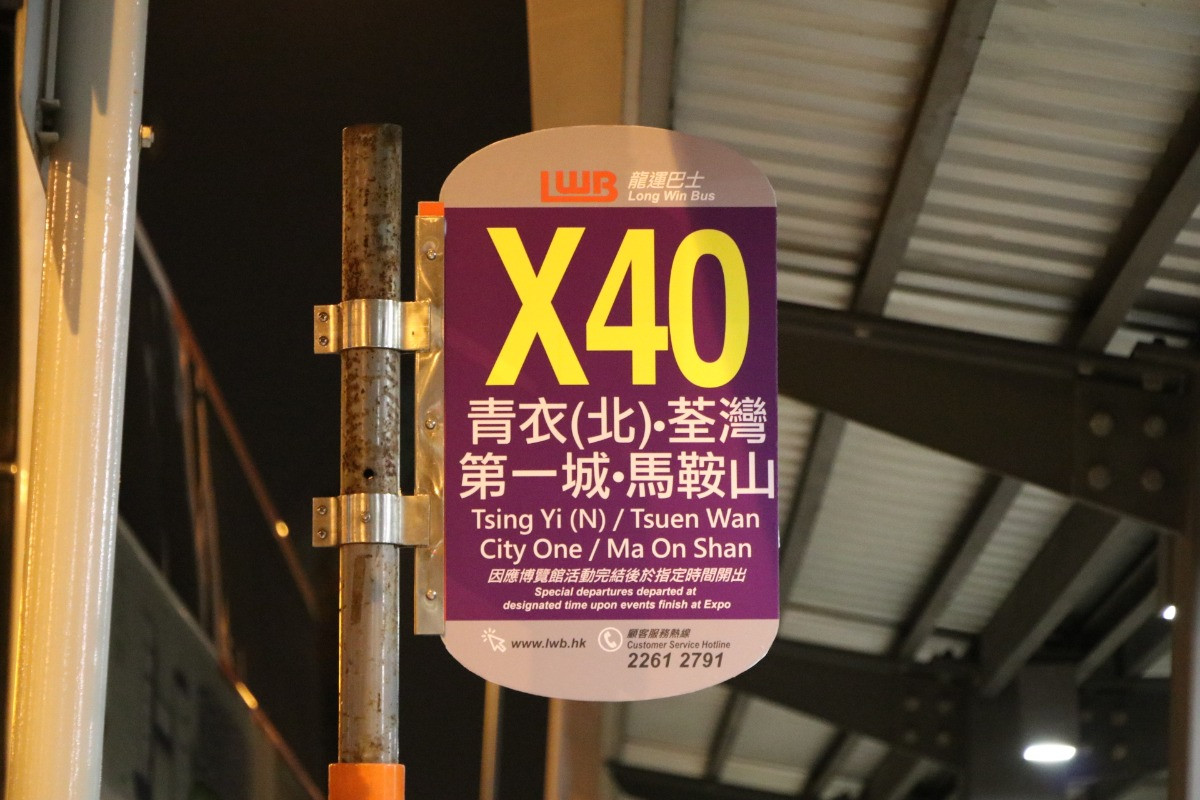 LWB 龍運巴士
Long Win Bus
X40
青衣(北)•荃灣
第一城•馬鞍山
Tsing Yi (N) / Tsuen Wan
City One / Ma On Shan
因應博覽館活動完結後於指定時間開出
Special departures departed at
designated time upon events finish at Expo
www.lwb.hk
顧客服務熱線
Customer Service Hotline
2261 2791